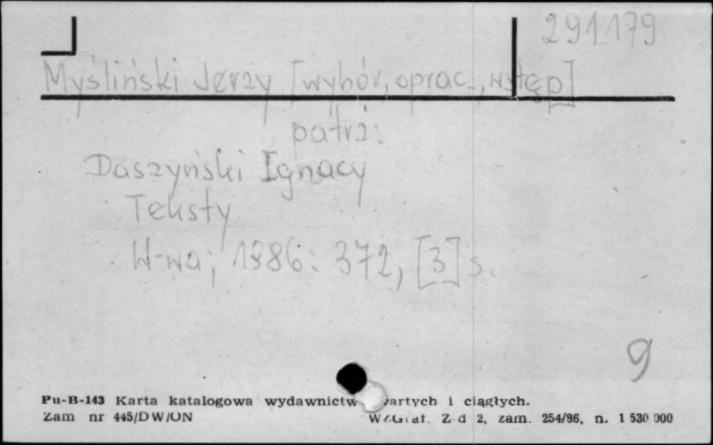 291179
Myśliński Jerzy [wybór, oprac., wstęp]
patrz:
Daszyński Ignacy
Teksty
W-wa; 1986: 372, [3] s.
9
Pu-B-143 Karta katalogowa wydawnictw zwartych i ciągłych.
Zam nr 445/DW/ON Z d 2, zam. 254/86, n. 1 530 000